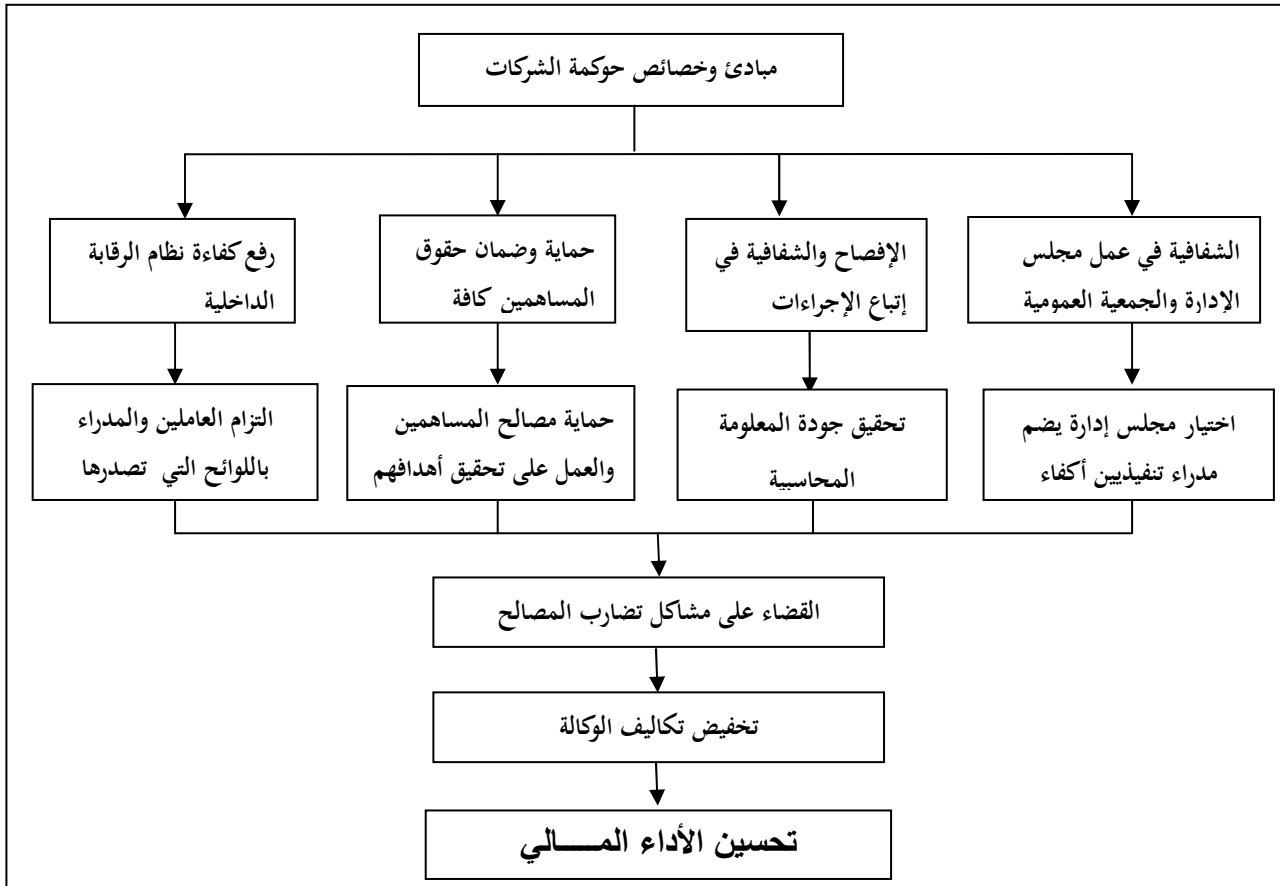 مبادئ وخصائص حوكمة الشركات
الشفافية في عمل مجلس
الإدارة والجمعية العمومية
الإفصاح والشفافية في
إتباع الإجراءات
حماية وضمان حقوق
المساهمين كافة
رفع كفاءة نظام الرقابة
الداخلية
اختيار مجلس إدارة يضم
مدراء تنفيذيين أكفاء
تحقيق جودة المعلومة
المحاسبية
حماية مصالح المساهمين
والعمل على تحقيق أهدافهم
التزام العاملين والمدراء
باللوائح التي تصدرها
القضاء على مشاكل تضارب المصالح
تخفيض تكاليف الوكالة
تحسين الأداء المـــــالي